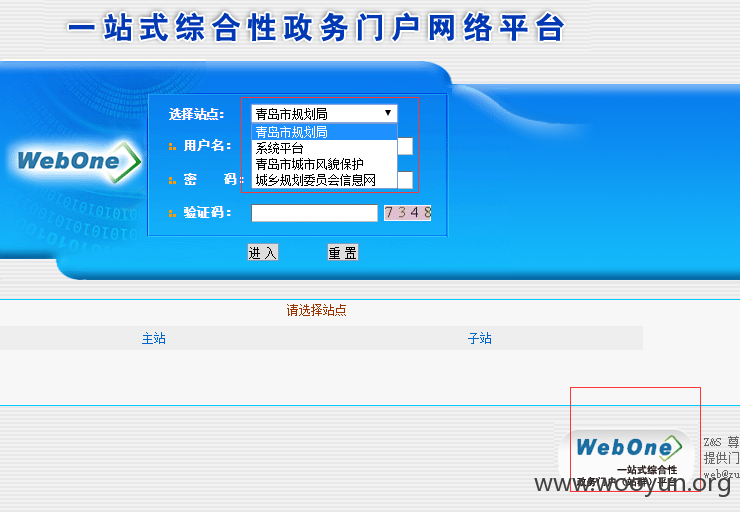 一站式综合性政务门户网络平台
WebOne
选择站点： 青岛市规划局
青岛市规划局
系统平台
青岛市城市风貌保护
城乡规划委员会信息网
用户名：
密 码：
验证码： 7348
进入 重置
请选择站点
主站 子站
WebOne
一站式综合性
政务门户（站群）平台
Z&S 尊
提供门
web@zu
www.wooyun.org